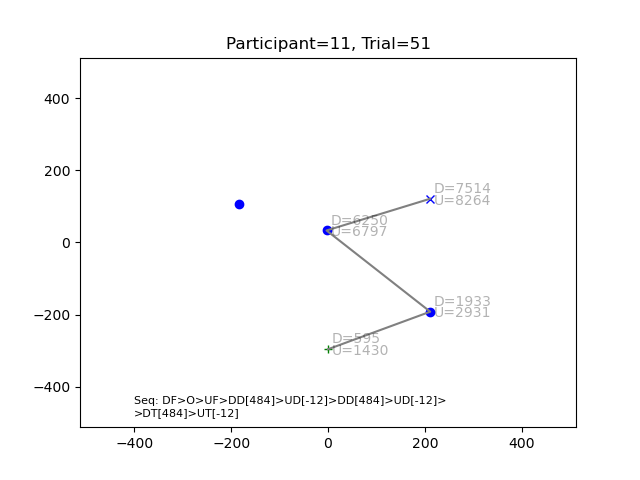 Participant=11, Trial=51
400
200
0
−200
−400
D=7514
U=8264
D=6250
U=6797
D=1933
U=2931
D=595
U=1430
Seq: DF>O>UF>DD[484]>UD[-12]>DD[484]>UD[-12]>
>DT[484]>UT[-12]
−400 −200 0 200 400